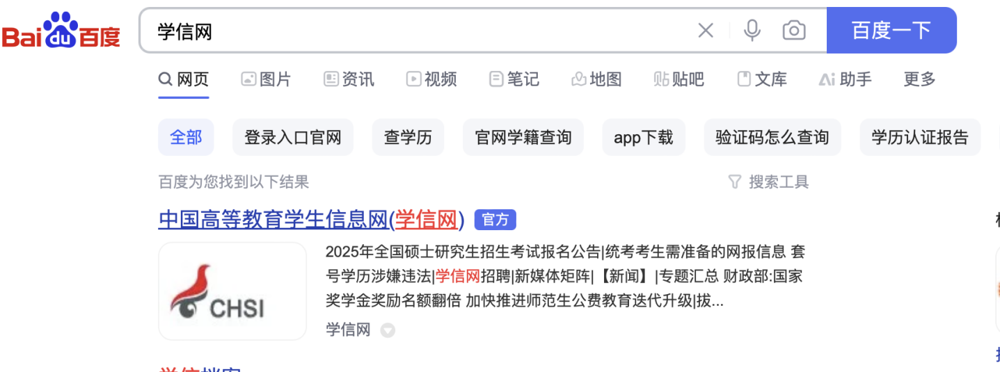 Bai du 百度 学信网 百度一下
网页 图片 资讯 视频 笔记 地图 贴 贴吧 文库 Ai 助手 更多
全部 登录入口官网 查学历 官网学籍查询 app下载 验证码怎么查询 学历认证报告
百度为您找到以下结果 搜索工具
中国高等教育学生信息网(学信网) 官方
2025年全国硕士研究生招生考试报名公告|统考考生需准备的网报信息 套
号学历涉嫌违法|学信网招聘|新媒体矩阵|【新闻】|专题汇总 财政部:国家
CHSI
奖学金奖励名额翻倍 加快推进师范生公费教育迭代升级|拔...
学信网